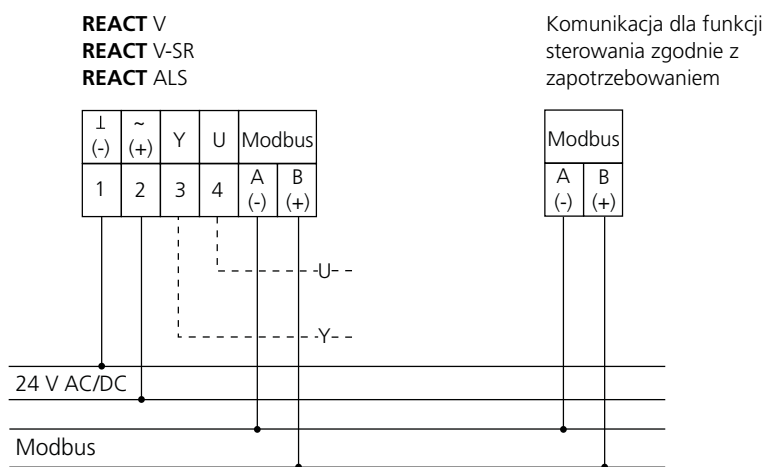 REACT V
REACT V-SR
REACT ALS
Komunikacja dla funkcji
sterowania zgodnie z
zapotrzebowaniem
⊥ ~ Y U Modbus
(-) (+)
1 2 3 4 A B
(-) (+)
Modbus
A B
(-) (+)
U
Y
24 V AC/DC
Modbus